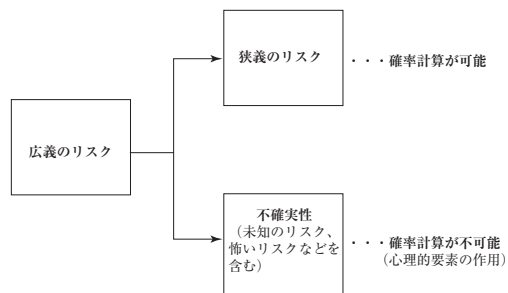 狭義のリスク
・・・確率計算が可能
広義のリスク
不確実性
（未知のリスク、
怖いリスクなどを
含む）
・・・確率計算が不可能
（心理的要素の作用）